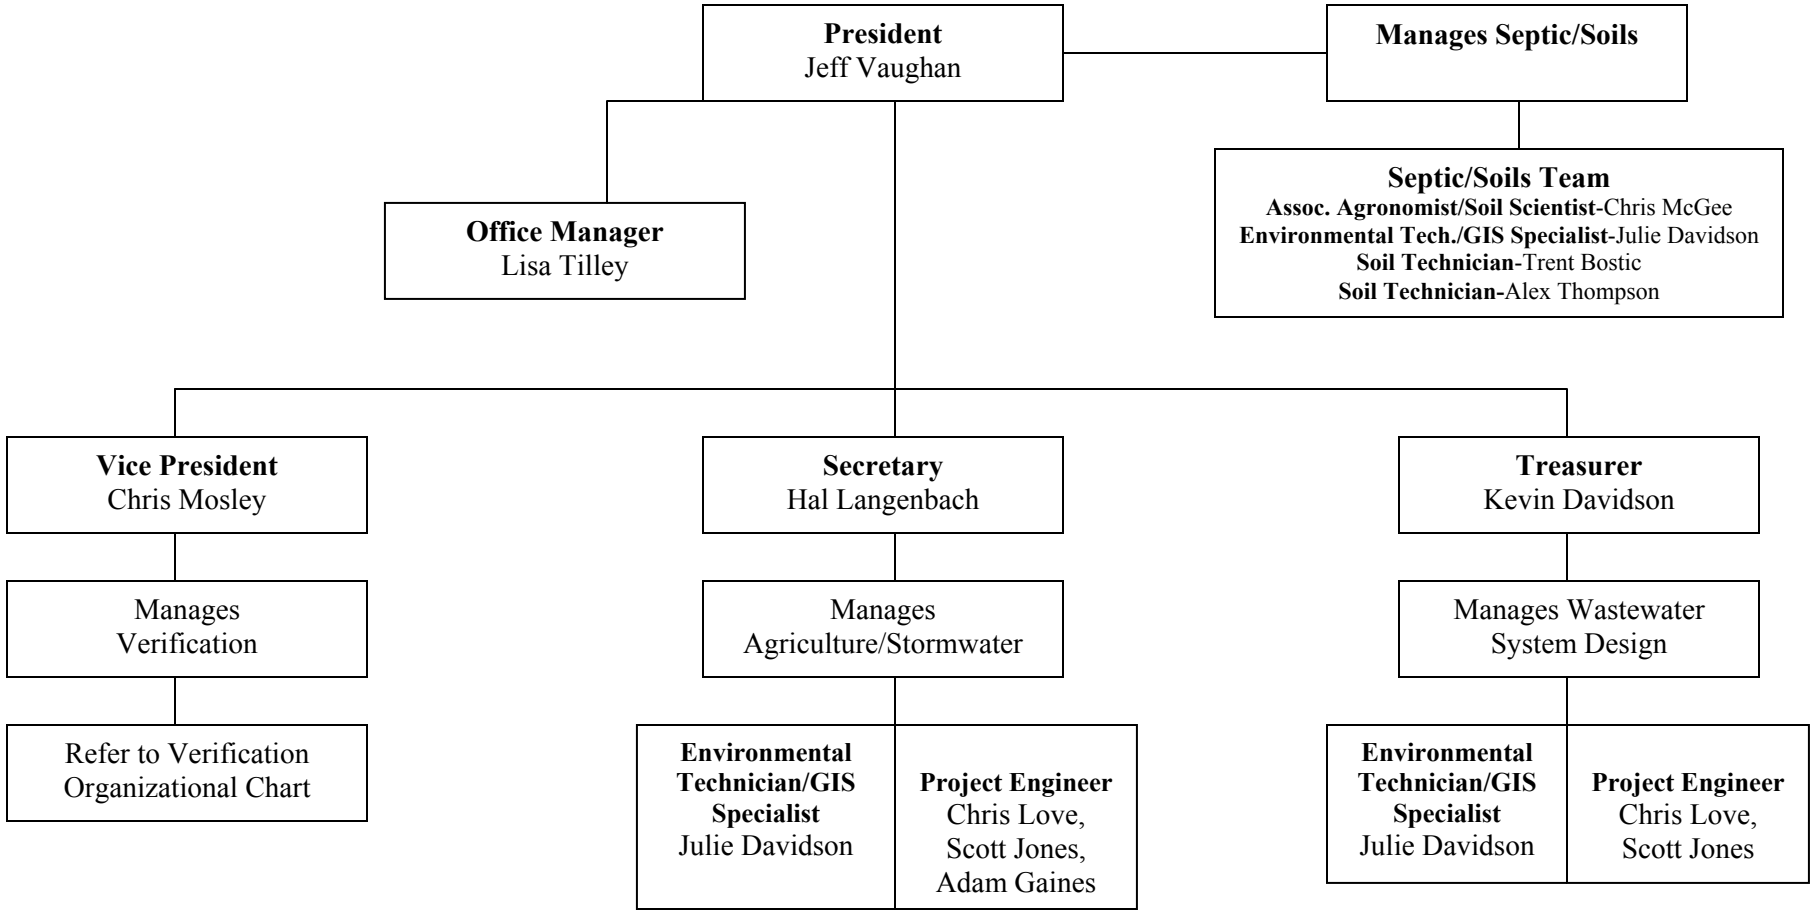 President
Jeff Vaughan
Manages Septic/Soils
Office Manager
Lisa Tilley
Septic/Soils Team
Assoc. Agronomist/Soil Scientist-Chris McGee
Environmental Tech./GIS Specialist-Julie Davidson
Soil Technician-Trent Bostic
Soil Technician-Alex Thompson
Vice President
Chris Mosley
Secretary
Hal Langenbach
Treasurer
Kevin Davidson
Manages
Verification
Manages
Agriculture/Stormwater
Manages Wastewater
System Design
Refer to Verification
Organizational Chart
Environmental
Technician/GIS
Specialist
Julie Davidson
Project Engineer
Chris Love,
Scott Jones,
Adam Gaines
Environmental
Technician/GIS
Specialist
Julie Davidson
Project Engineer
Chris Love,
Scott Jones